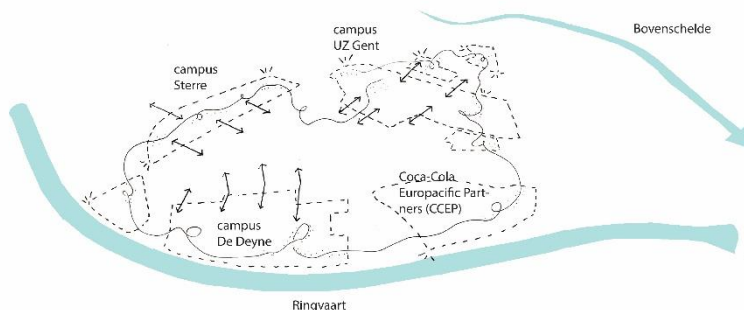 campus
UZ Gent
Bovenschelde
campus
Sterre
Coca-Cola
Europacific Part-
ners (CCEP)
campus
De Deyne
Ringvaart